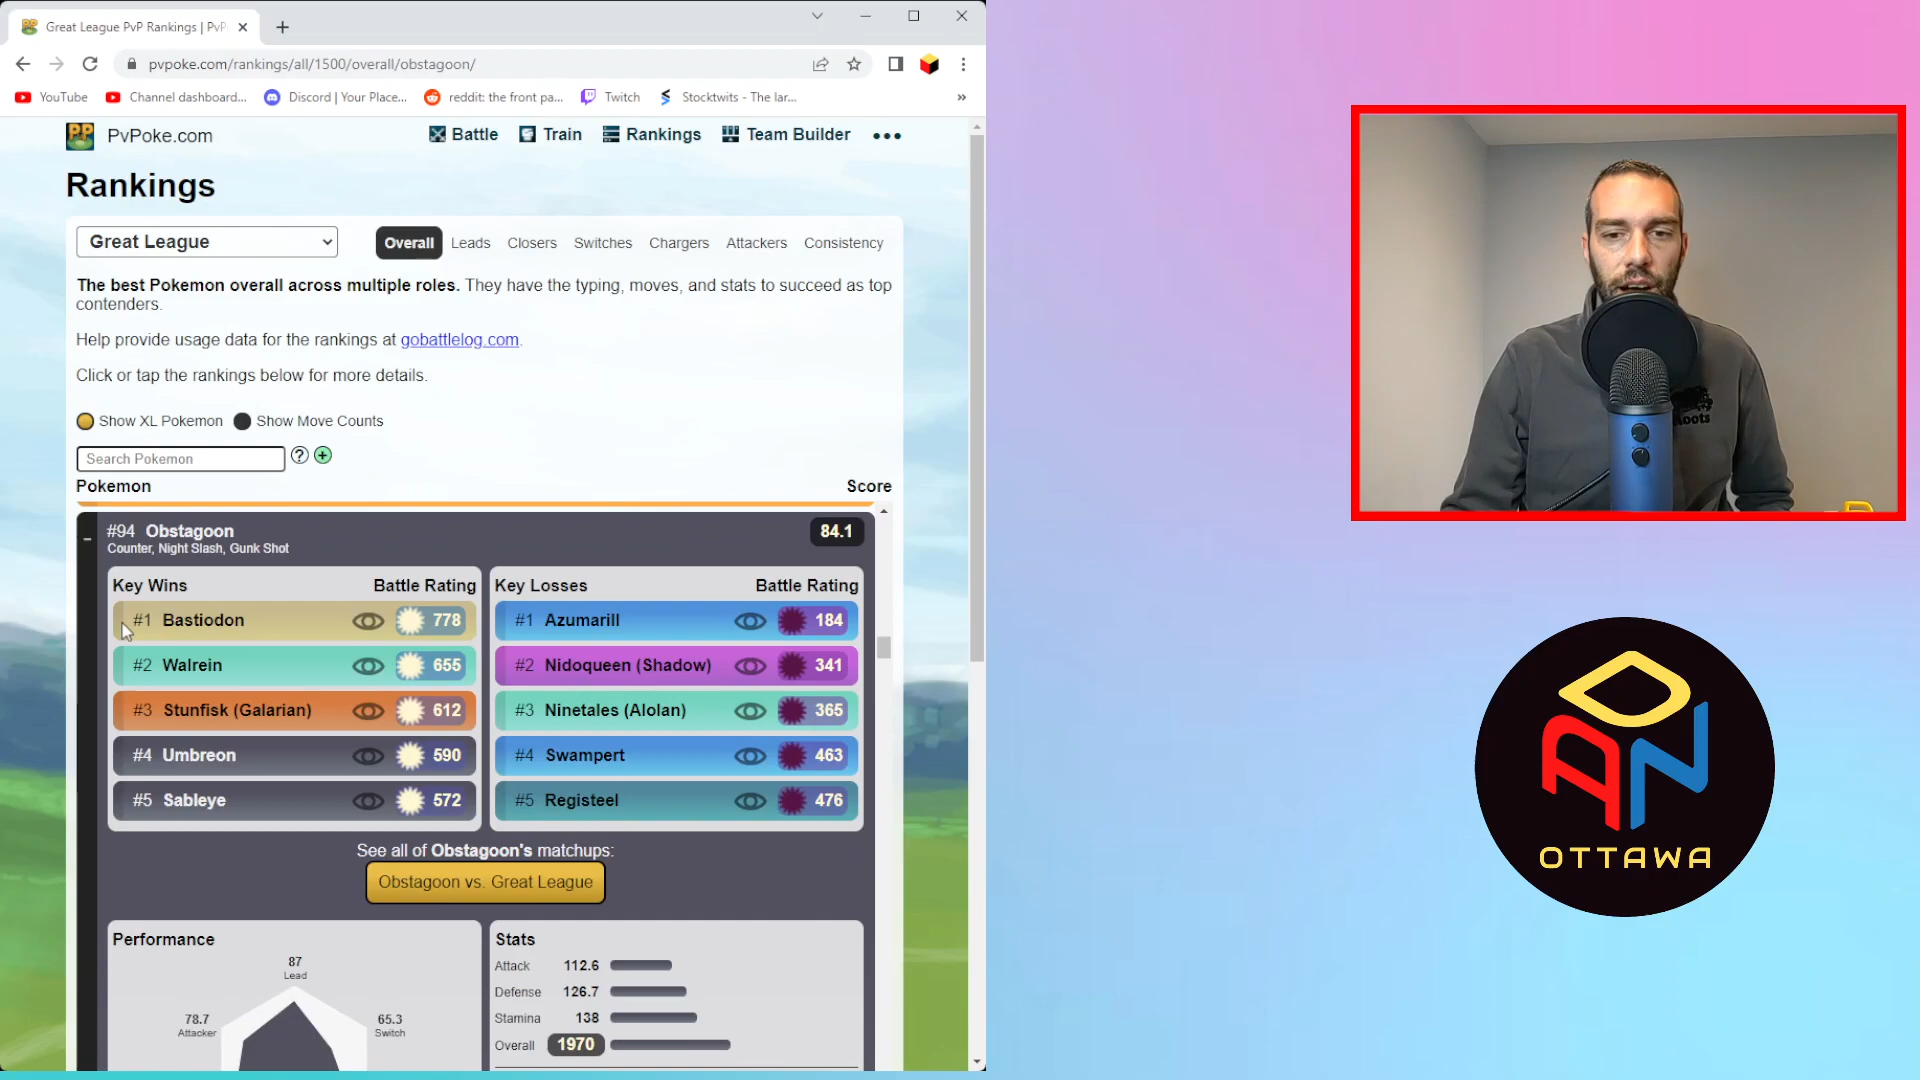 Great League PvP Rankings | PvP
pvpoke.com/rankings/all/1500/overall/obstagoon/
YouTube
Channel dashboard...
Discord | Your Place...
reddit: the front pa...
Twitch
Stocktwits - The lar...
PP
PvPoke.com
Battle
Train
Rankings
Team Builder
Rankings
Great League
Overall
Leads
Closers
Switches
Chargers
Attackers
Consistency
The best Pokemon overall across multiple roles. They have the typing, moves, and stats to succeed as top
contenders.
Help provide usage data for the rankings at gobattlelog.com.
Click or tap the rankings below for more details.
Show XL Pokemon
Show Move Counts
Search Pokemon
?
+
Pokemon
Score
#94 Obstagoon
84.1
Counter, Night Slash, Gunk Shot
Key Wins
Battle Rating
#1 Bastiodon 778
#2 Walrein 655
#3 Stunfisk (Galarian) 612
#4 Umbreon 590
#5 Sableye 572
Key Losses
Battle Rating
#1 Azumarill 184
#2 Nidoqueen (Shadow) 341
#3 Ninetales (Alolan) 365
#4 Swampert 463
#5 Registeel 476
See all of Obstagoon's matchups:
Obstagoon vs. Great League
Performance
87
Lead
78.7
Attacker
65.3
Switch
Stats
Attack 112.6
Defense 126.7
Stamina 138
Overall 1970
DAN
OTTAWA